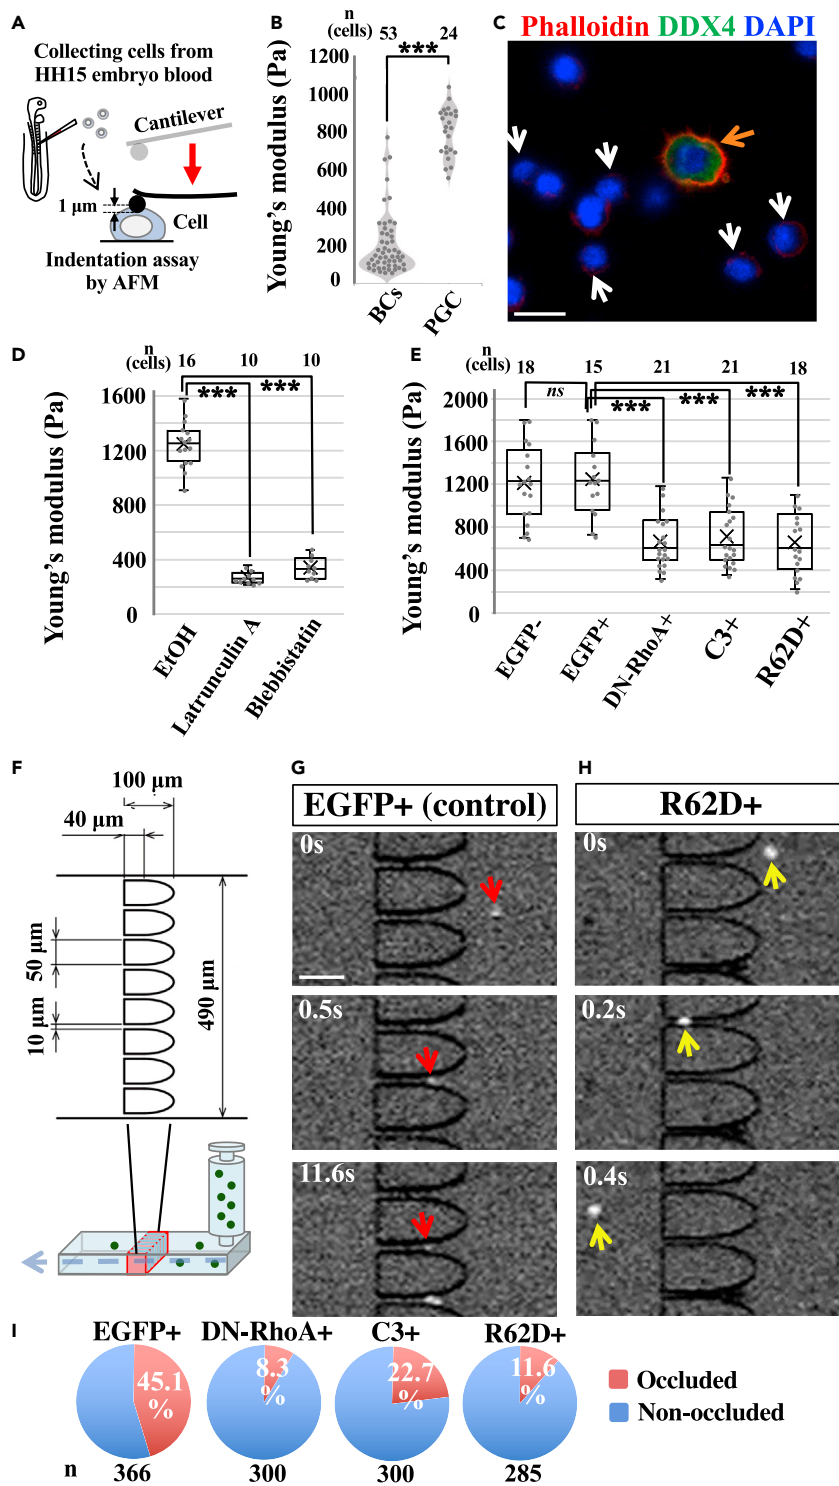 A
Collecting cells from
HH15 embryo blood
Cantilever
1 μm
Cell
Indentation assay
by AFM
B
n
(cells)
53
24
***
Young's modulus (Pa)
1200
1000
800
600
400
200
0
BCs
PGC
C
Phalloidin DDX4 DAPI
D
n
(cells)
16
10
10
***
***
Young's modulus (Pa)
1600
1200
800
400
0
EtOH
Latrunculin A
Blebbistatin
E
n
(cells)
18
15
21
21
18
ns
***
***
***
Young's modulus (Pa)
2000
1600
1200
800
400
0
EGFP-
EGFP+
DN-RhoA+
C3+
R62D+
F
100 μm
40 μm
50 μm
10 μm
490 μm
G
EGFP+ (control)
0s
0.5s
11.6s
H
R62D+
0s
0.2s
0.4s
I
EGFP+
DN-RhoA+
C3+
R62D+
45.1
%
8.3
%
22.7
%
11.6
%
Occluded
Non-occluded
n
366
300
300
285